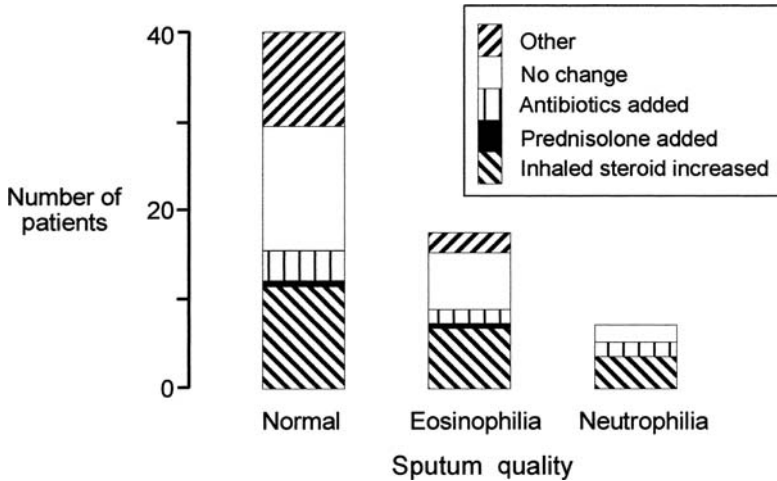 40
20
0
Number of
patients
Other
No change
Antibiotics added
Prednisolone added
Inhaled steroid increased
Normal
Eosinophilia
Neutrophilia
Sputum quality